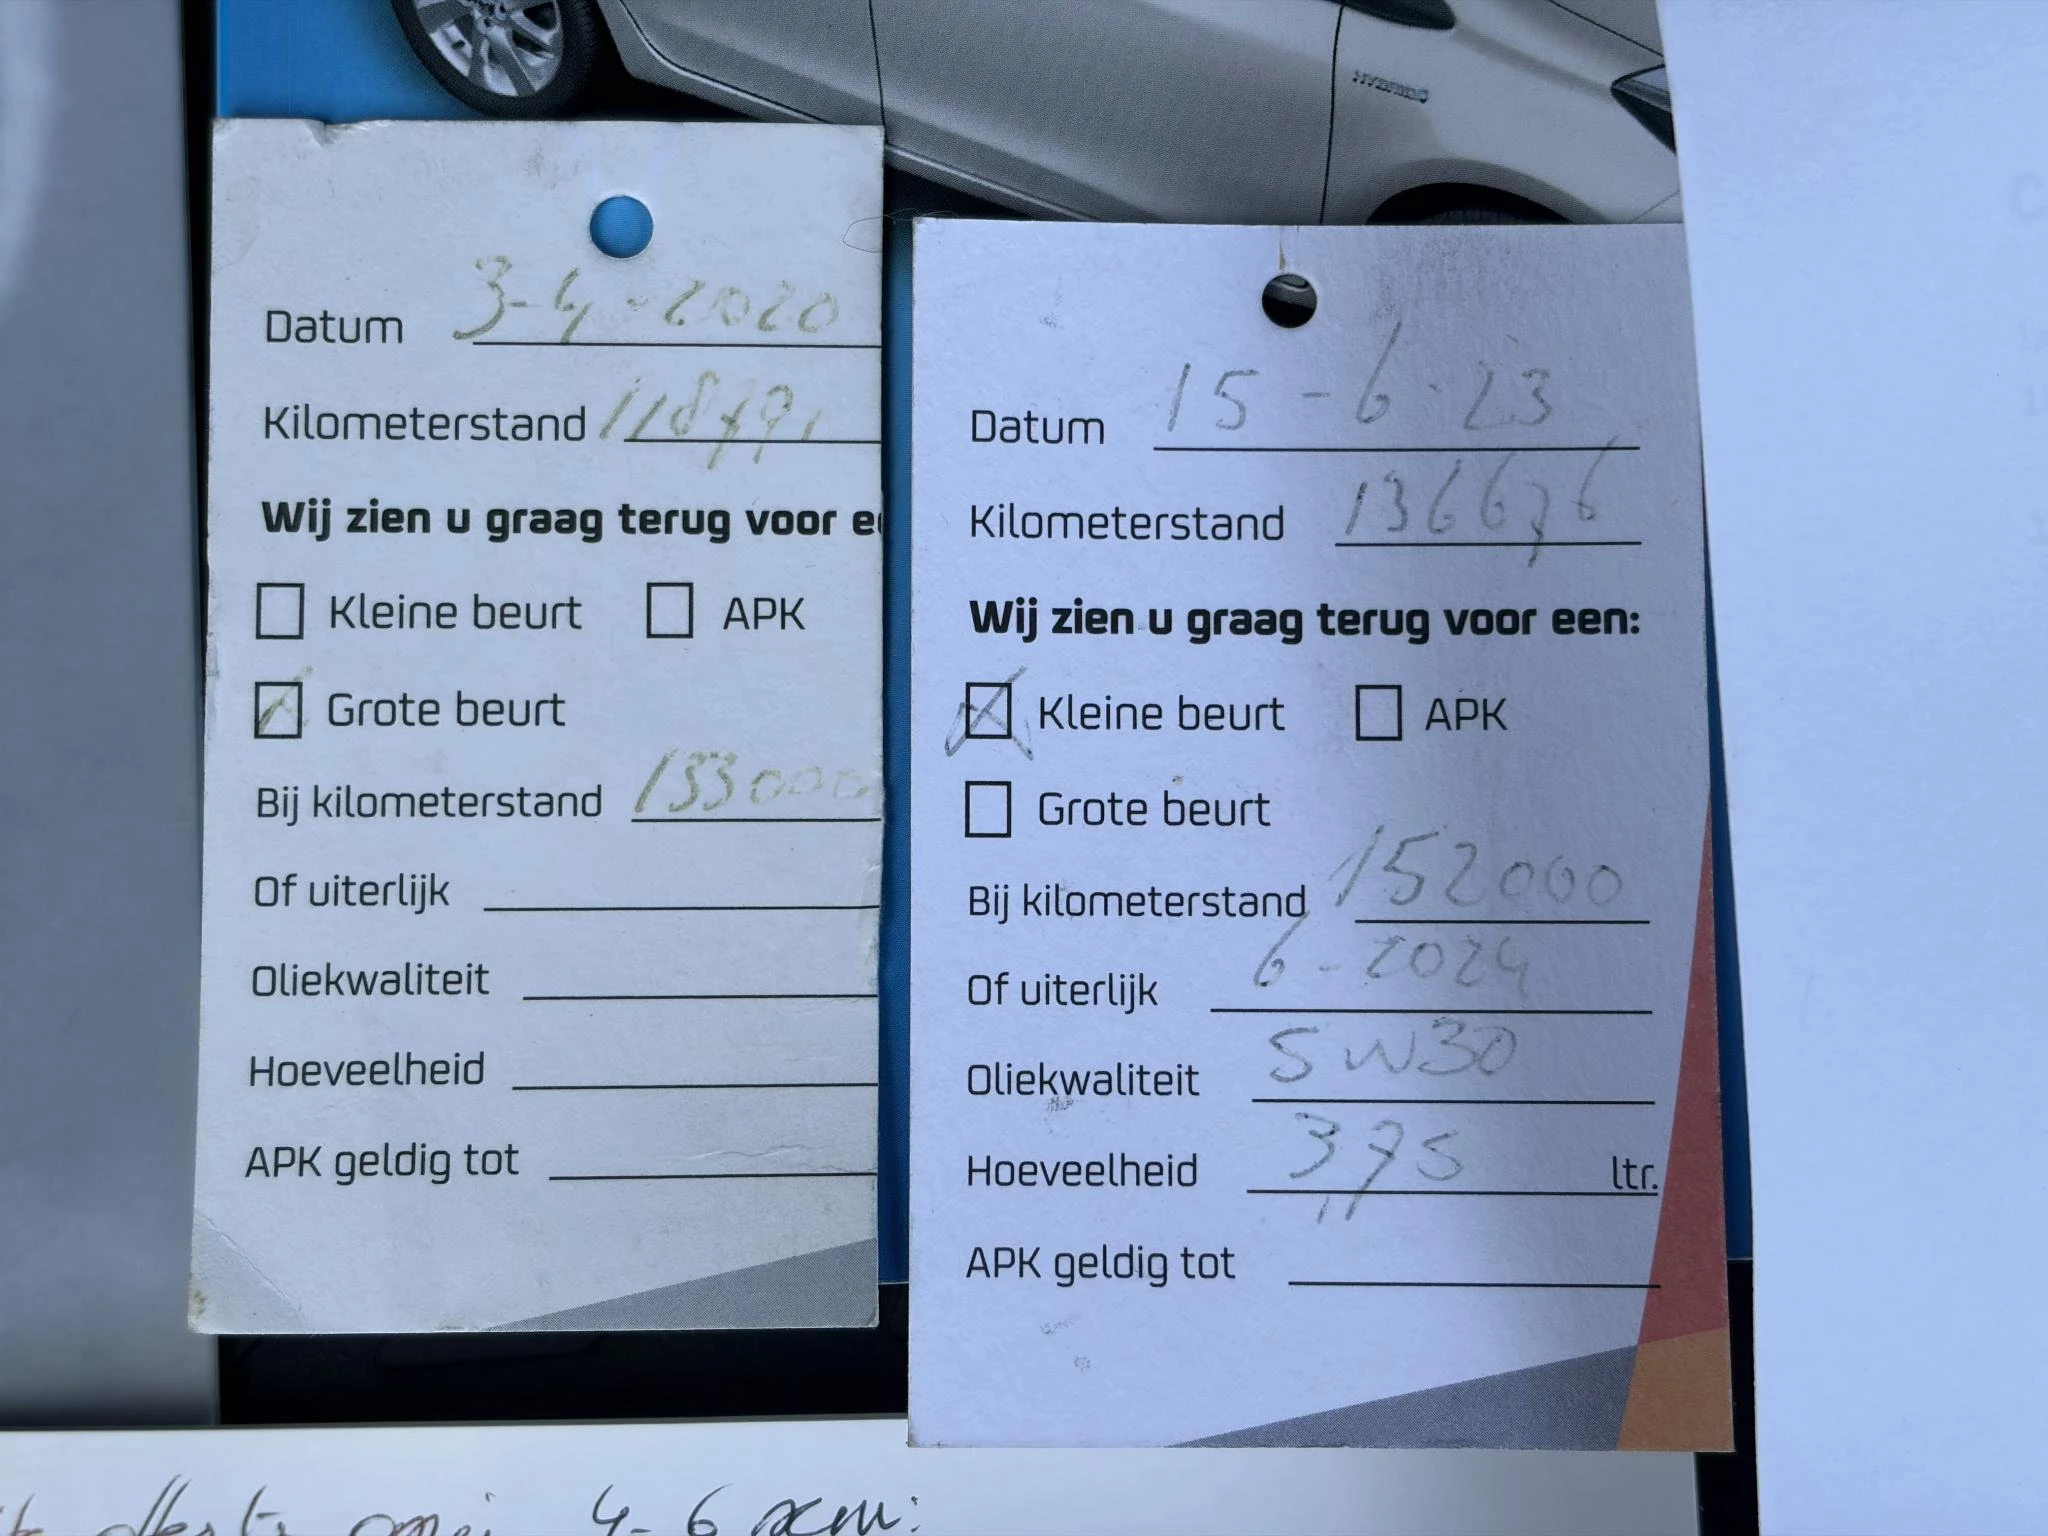 HYBRID
Datum 3-4-2020
Kilometerstand 118791
Wij zien u graag terug voor e
Kleine beurt APK
Grote beurt
Bij kilometerstand 133000
Of uiterlijk
Oliekwaliteit
Hoeveelheid
APK geldig tot
Datum 15-6-23
Kilometerstand 136676
Wij zien u graag terug voor een:
Kleine beurt APK
Grote beurt
Bij kilometerstand 152000
Of uiterlijk 6-2024
Oliekwaliteit 5W30
Hoeveelheid 3,75 ltr.
APK geldig tot
4-6